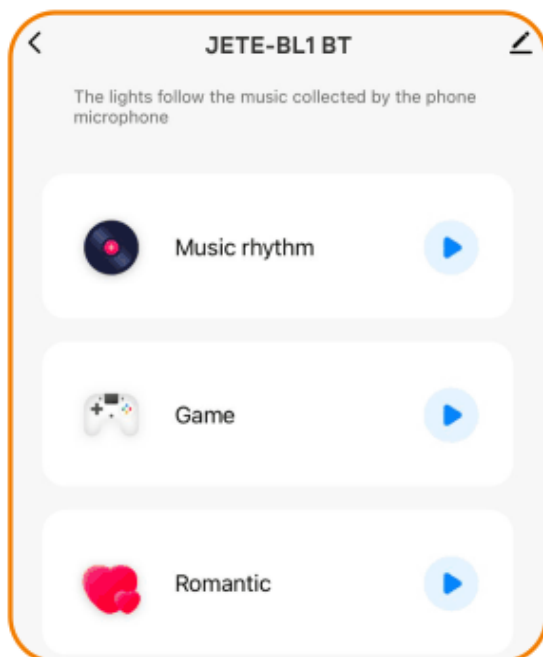 JETE-BL1 BT
The lights follow the music collected by the phone
microphone
Music rhythm
Game
Romantic